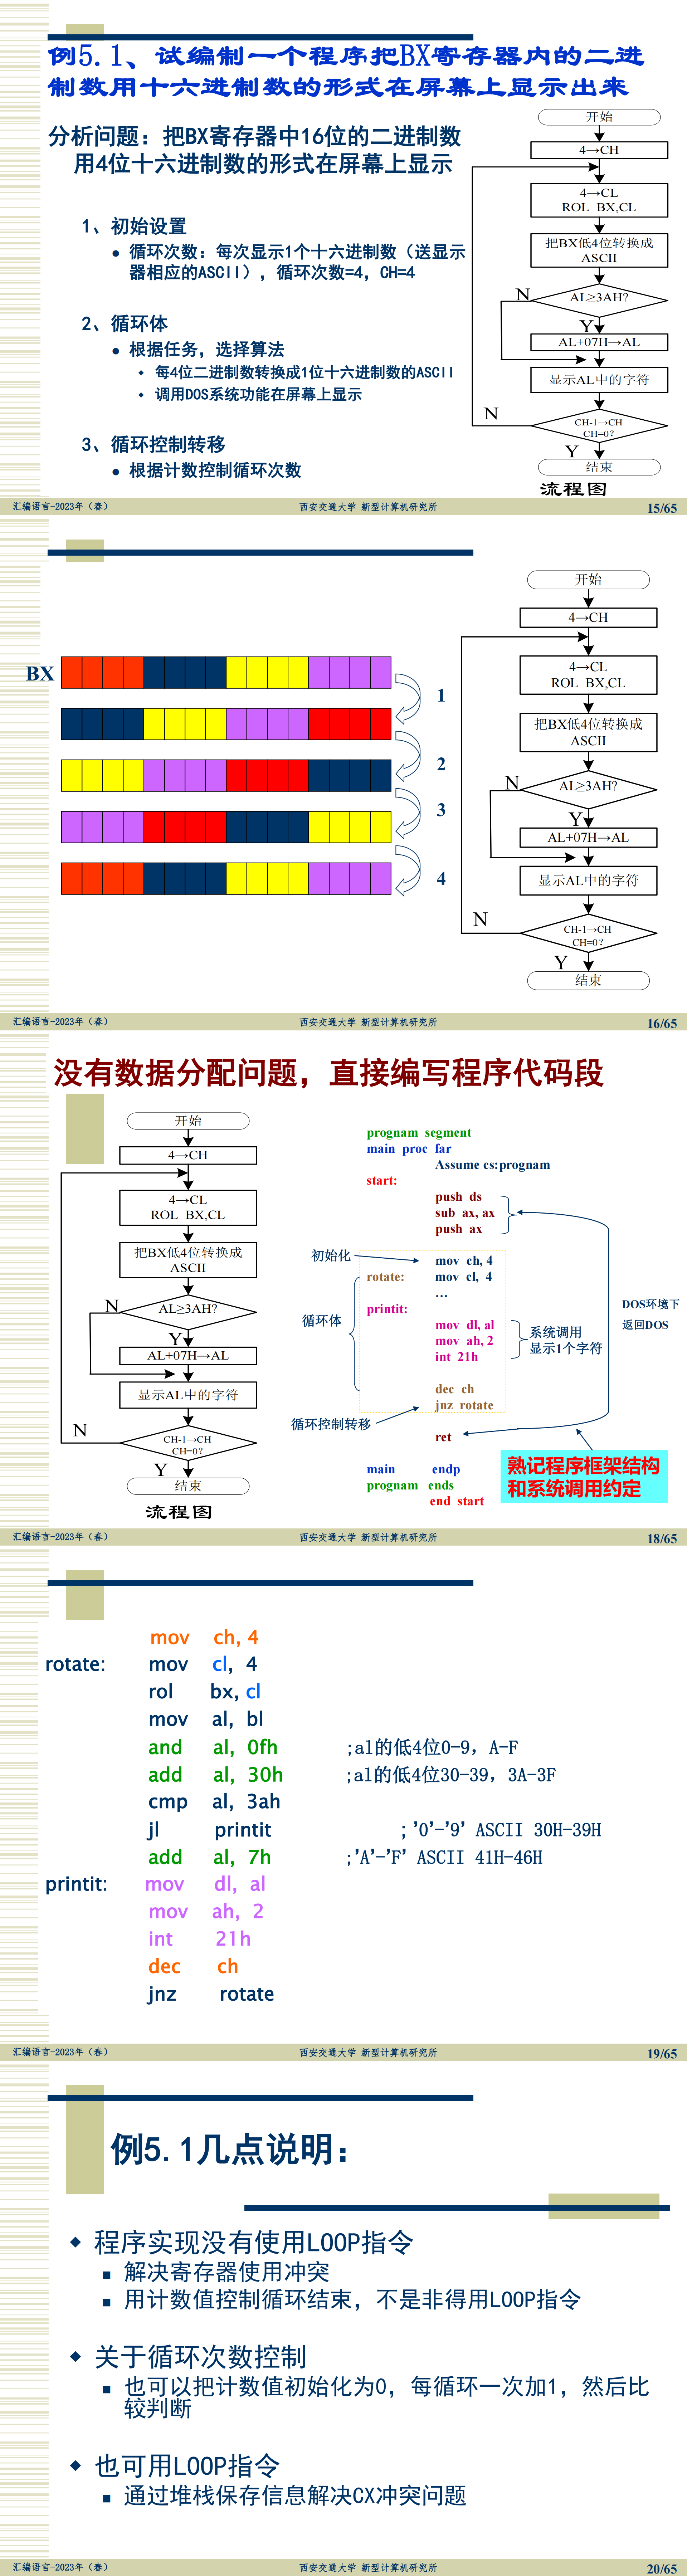 例5.1、试编制一个程序把BX寄存器内的二进
制数用十六进制数的形式在屏幕上显示出来
分析问题：把BX寄存器中16位的二进制数
用4位十六进制数的形式在屏幕上显示
1、初始设置
● 循环次数：每次显示1个十六进制数（送显示
器相应的ASCII），循环次数=4，CH=4
2、循环体
● 根据任务，选择算法
◆ 每4位二进制数转换成1位十六进制数的ASCII
◆ 调用DOS系统功能在屏幕上显示
3、循环控制转移
● 根据计数控制循环次数
开始
4→CH
4→CL
ROL BX,CL
把BX低4位转换成
ASCII
N
AL≥3AH?
Y
AL+07H→AL
显示AL中的字符
N
CH-1→CH
CH=0?
Y
结束
流程图
汇编语言-2023年（春）
西安交通大学 新型计算机研究所
15/65
BX
1
2
3
4
开始
4→CH
4→CL
ROL BX,CL
把BX低4位转换成
ASCII
N
AL≥3AH?
Y
AL+07H→AL
显示AL中的字符
N
CH-1→CH
CH=0?
Y
结束
汇编语言-2023年（春）
西安交通大学 新型计算机研究所
16/65
没有数据分配问题，直接编写程序代码段
开始
4→CH
4→CL
ROL BX,CL
把BX低4位转换成
ASCII
N
AL≥3AH?
Y
AL+07H→AL
显示AL中的字符
N
CH-1→CH
CH=0?
Y
结束
流程图
prognam segment
main proc far
Assume cs:prognam
start:
push ds
sub ax, ax
push ax
初始化
mov ch, 4
rotate: mov cl, 4
…
循环体
printit:
mov dl, al
mov ah, 2
int 21h
系统调用
显示1个字符
DOS环境下
返回DOS
dec ch
jnz rotate
循环控制转移
ret
main endp
prognam ends
end start
熟记程序框架结构
和系统调用约定
汇编语言-2023年（春）
西安交通大学 新型计算机研究所
18/65
mov ch, 4
rotate: mov cl, 4
rol bx, cl
mov al, bl
and al, 0fh ;al的低4位0-9，A-F
add al, 30h ;al的低4位30-39，3A-3F
cmp al, 3ah
jl printit ;’0’-’9’ ASCII 30H-39H
add al, 7h ;’A’-’F’ ASCII 41H-46H
printit: mov dl, al
mov ah, 2
int 21h
dec ch
jnz rotate
汇编语言-2023年（春）
西安交通大学 新型计算机研究所
19/65
例5.1几点说明：
◆ 程序实现没有使用LOOP指令
■ 解决寄存器使用冲突
■ 用计数值控制循环结束，不是非得用LOOP指令
◆ 关于循环次数控制
■ 也可以把计数值初始化为0，每循环一次加1，然后比
较判断
◆ 也可用LOOP指令
■ 通过堆栈保存信息解决CX冲突问题
汇编语言-2023年（春）
西安交通大学 新型计算机研究所
20/65